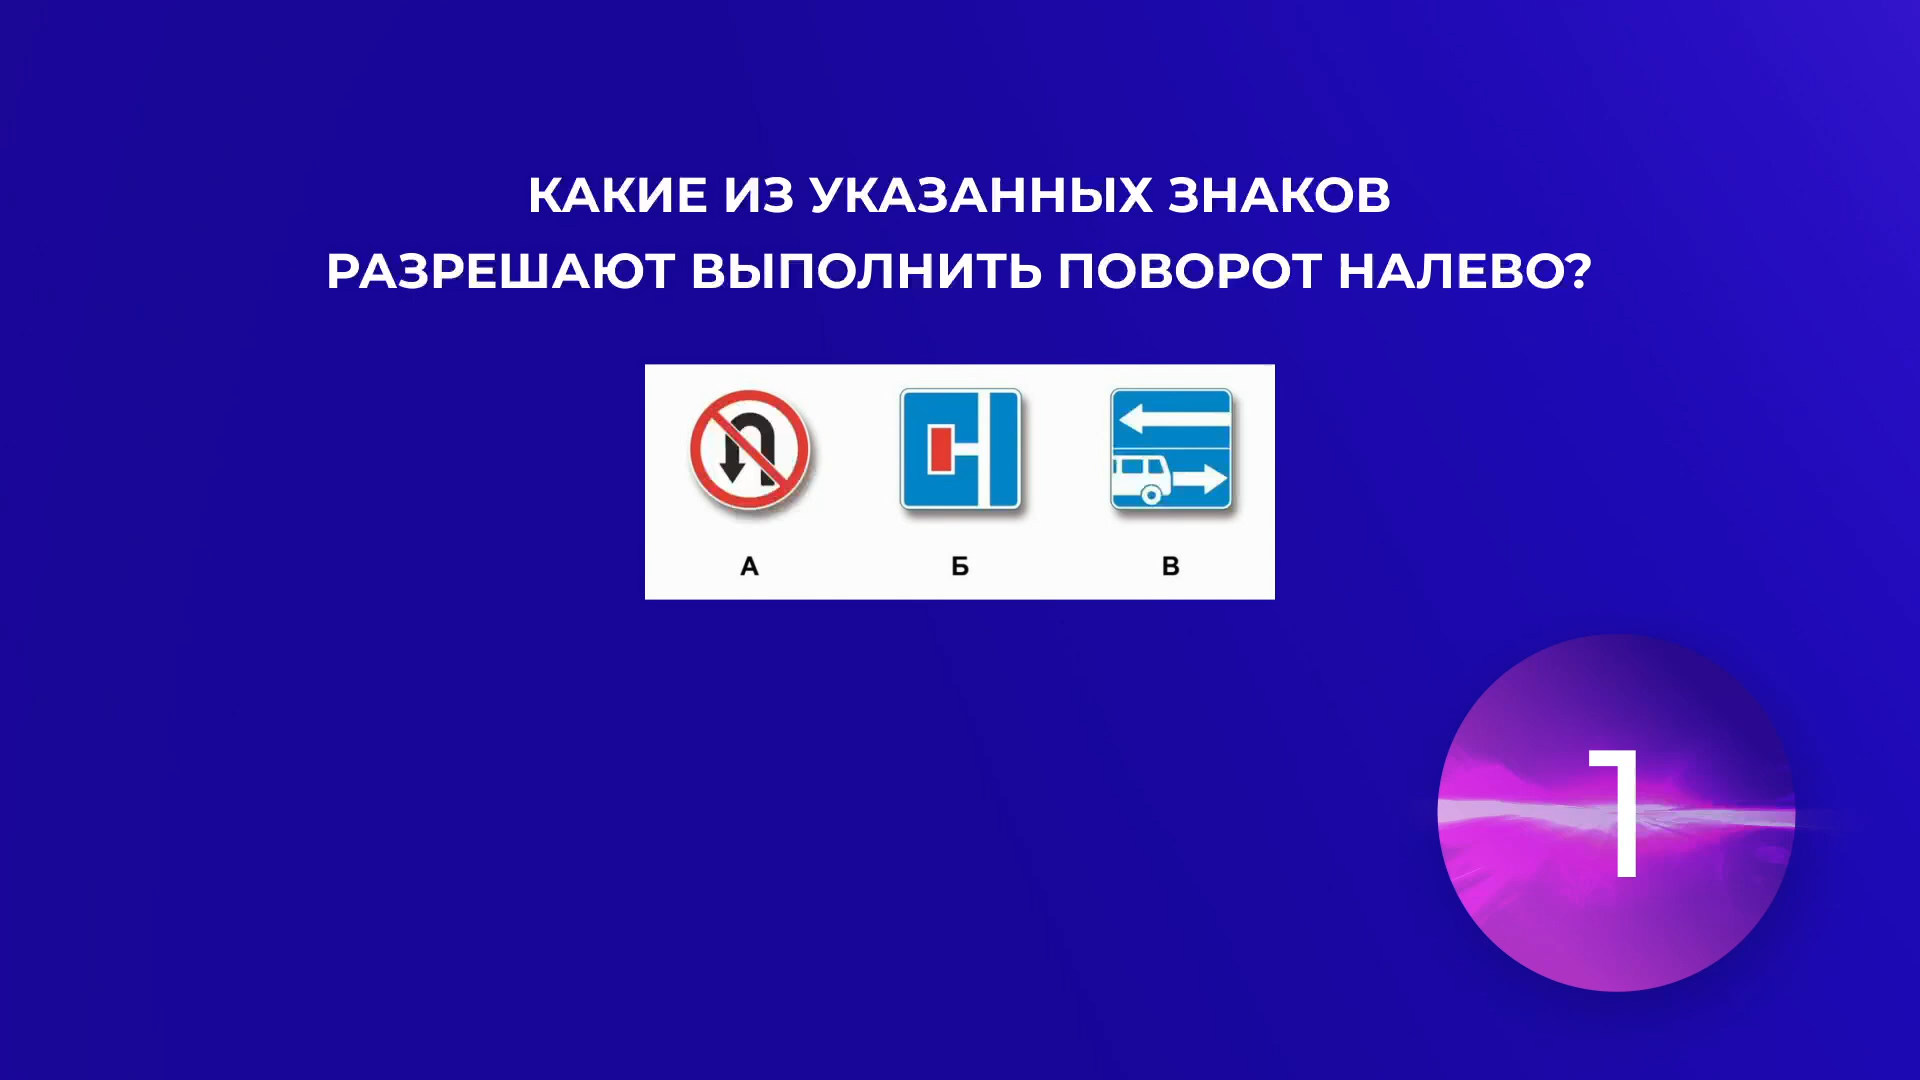 КАКИЕ ИЗ УКАЗАННЫХ ЗНАКОВ
РАЗРЕШАЮТ ВЫПОЛНИТЬ ПОВОРОТ НАЛЕВО?
А Б В
1